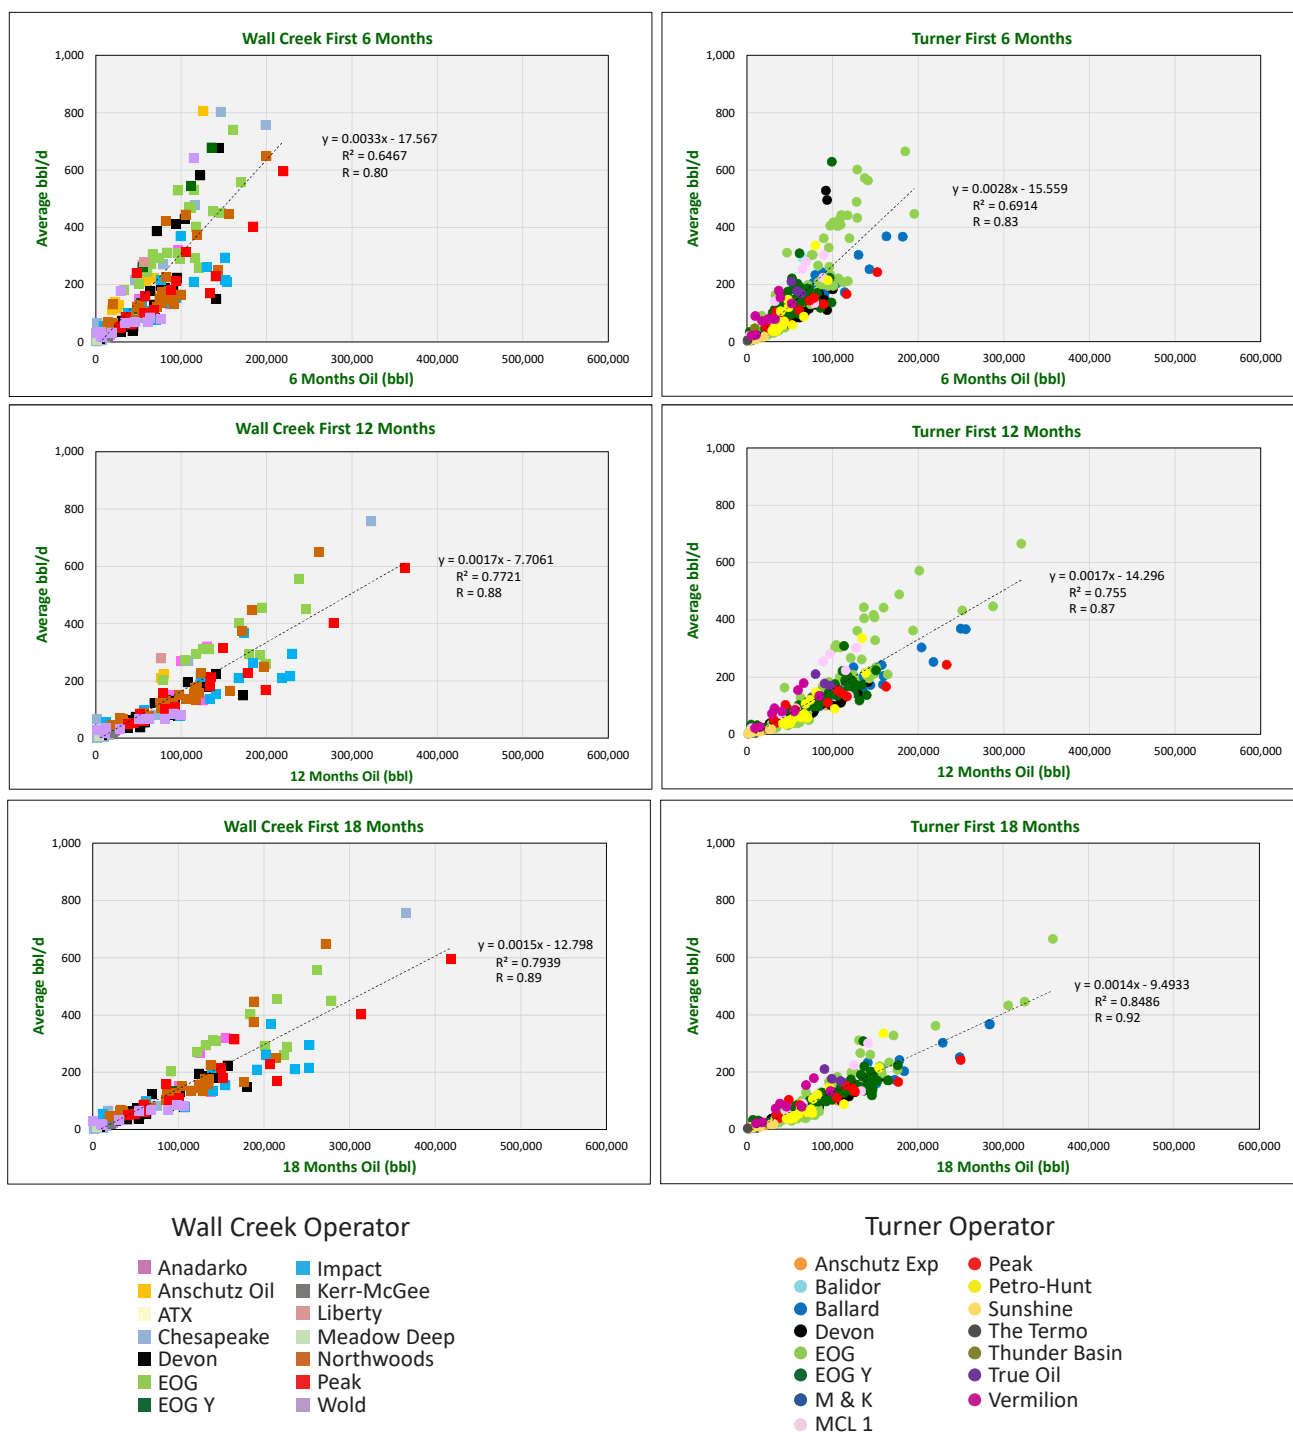 Wall Creek First 6 Months
1,000
800
600
400
200
0
Average bbl/d
y = 0.0033x - 17.567
R² = 0.6467
R = 0.80
0 100,000 200,000 300,000 400,000 500,000 600,000
6 Months Oil (bbl)
Turner First 6 Months
1,000
800
600
400
200
0
Average bbl/d
y = 0.0028x - 15.559
R² = 0.6914
R = 0.83
0 100,000 200,000 300,000 400,000 500,000 600,000
6 Months Oil (bbl)
Wall Creek First 12 Months
1,000
800
600
400
200
0
Average bbl/d
y = 0.0017x - 7.7061
R² = 0.7721
R = 0.88
0 100,000 200,000 300,000 400,000 500,000 600,000
12 Months Oil (bbl)
Turner First 12 Months
1,000
800
600
400
200
0
Average bbl/d
y = 0.0017x - 14.296
R² = 0.755
R = 0.87
0 100,000 200,000 300,000 400,000 500,000 600,000
12 Months Oil (bbl)
Wall Creek First 18 Months
1,000
800
600
400
200
0
Average bbl/d
y = 0.0015x - 12.798
R² = 0.7939
R = 0.89
0 100,000 200,000 300,000 400,000 500,000 600,000
18 Months Oil (bbl)
Turner First 18 Months
1,000
800
600
400
200
0
Average bbl/d
y = 0.0014x - 9.4933
R² = 0.8486
R = 0.92
0 100,000 200,000 300,000 400,000 500,000 600,000
18 Months Oil (bbl)
Wall Creek Operator
Anadarko
Anschutz Oil
ATX
Chesapeake
Devon
EOG
EOG Y
Impact
Kerr-McGee
Liberty
Meadow Deep
Northwoods
Peak
Wold
Turner Operator
Anschutz Exp
Balidor
Ballard
Devon
EOG
EOG Y
M & K
MCL 1
Peak
Petro-Hunt
Sunshine
The Termo
Thunder Basin
True Oil
Vermilion